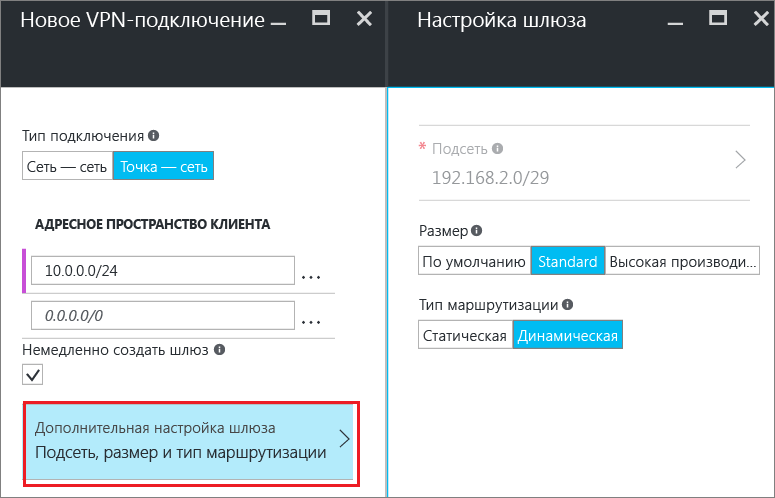 Новое VPN-подключение
Тип подключения
Сеть — сеть
Точка — сеть
АДРЕСНОЕ ПРОСТРАНСТВО КЛИЕНТА
10.0.0.0/24
...
0.0.0.0/0
...
Немедленно создать шлюз
Дополнительная настройка шлюза
Подсеть, размер и тип маршрутизации
Настройка шлюза
* Подсеть
192.168.2.0/29
Размер
По умолчанию
Standard
Высокая производи...
Тип маршрутизации
Статическая
Динамическая